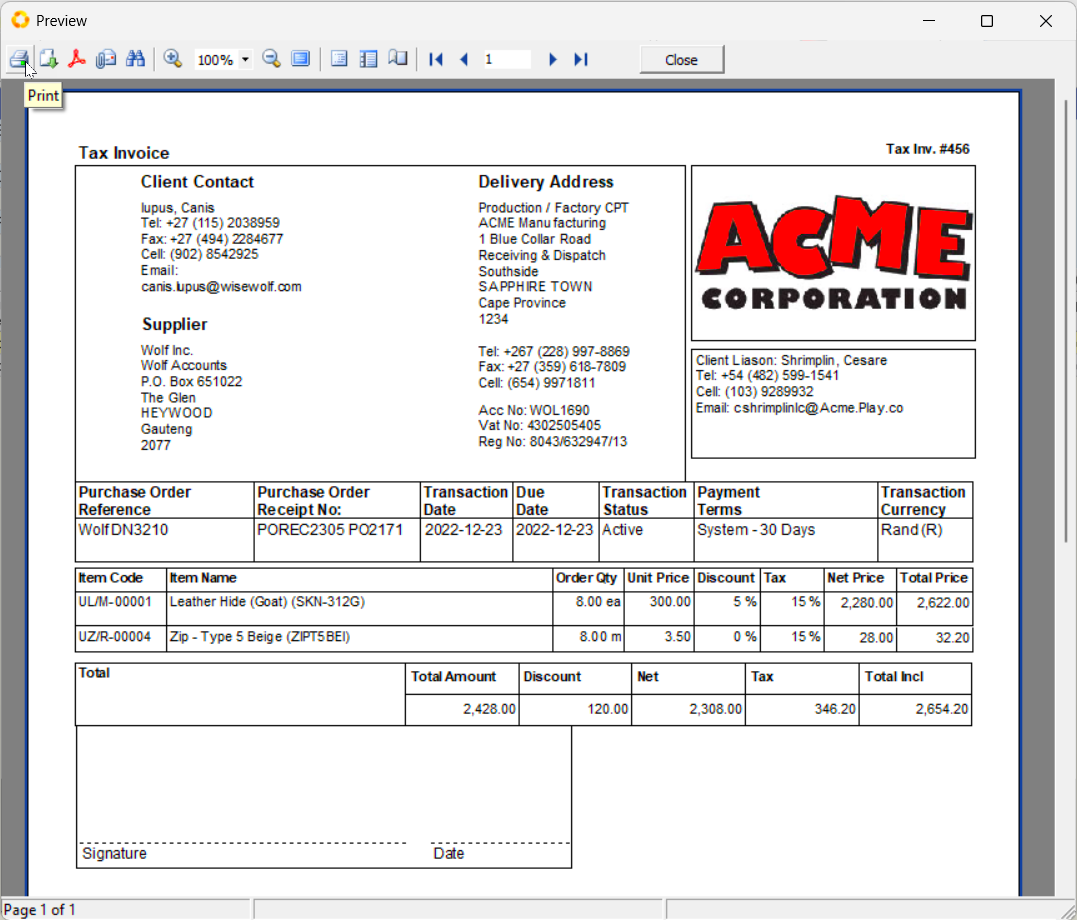 Preview
100%
1
Close
Print
Tax Invoice
Tax Inv. #456
Client Contact
lupus, Canis
Tel: +27 (115) 2038959
Fax: +27 (494) 2284677
Cell: (902) 8542925
Email:
canis.lupus@wisewolf.com
Supplier
Wolf Inc.
Wolf Accounts
P.O. Box 651022
The Glen
HEYWOOD
Gauteng
2077
Delivery Address
Production / Factory CPT
ACME Manufacturing
1 Blue Collar Road
Receiving & Dispatch
Southside
SAPPHIRE TOWN
Cape Province
1234
Tel: +267 (228) 997-8869
Fax: +27 (359) 618-7809
Cell: (654) 9971811
Acc No: WOL1690
Vat No: 4302505405
Reg No: 8043/632947/13
ACME
CORPORATION
Client Liason: Shrimplin, Cesare
Tel: +54 (482) 599-1541
Cell: (103) 9289932
Email: cshrimplinlc@Acme.Play.co
Purchase Order Reference Purchase Order Receipt No: Transaction Date Due Date Transaction Status Payment Terms Transaction Currency
WolfDN3210 POREC2305 PO2171 2022-12-23 2022-12-23 Active System - 30 Days Rand (R)
Item Code Item Name Order Qty Unit Price Discount Tax Net Price Total Price
UL/M-00001 Leather Hide (Goat) (SKN-312G) 8.00 ea 300.00 5 % 15 % 2,280.00 2,622.00
UZ/R-00004 Zip - Type 5 Beige (ZIPT5BEI) 8.00 m 3.50 0 % 15 % 28.00 32.20
Total Total Amount Discount Net Tax Total Incl
2,428.00 120.00 2,308.00 346.20 2,654.20
Signature Date
Page 1 of 1